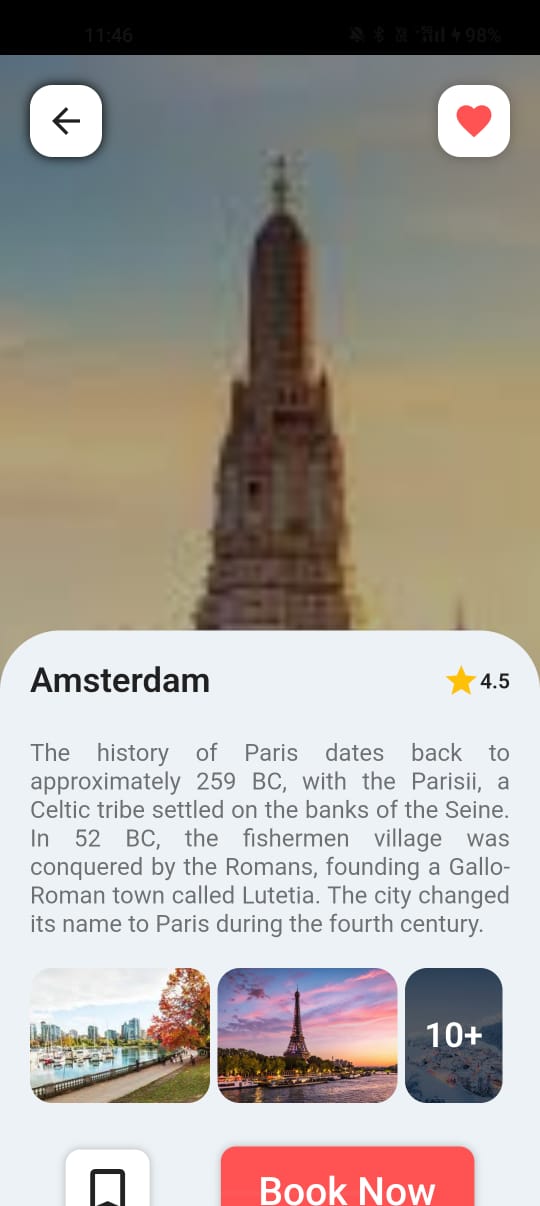 11:46
98%
Amsterdam
4.5
The history of Paris dates back to
approximately 259 BC, with the Parisii, a
Celtic tribe settled on the banks of the Seine.
In 52 BC, the fishermen village was
conquered by the Romans, founding a Gallo-
Roman town called Lutetia. The city changed
its name to Paris during the fourth century.
10+
Book Now